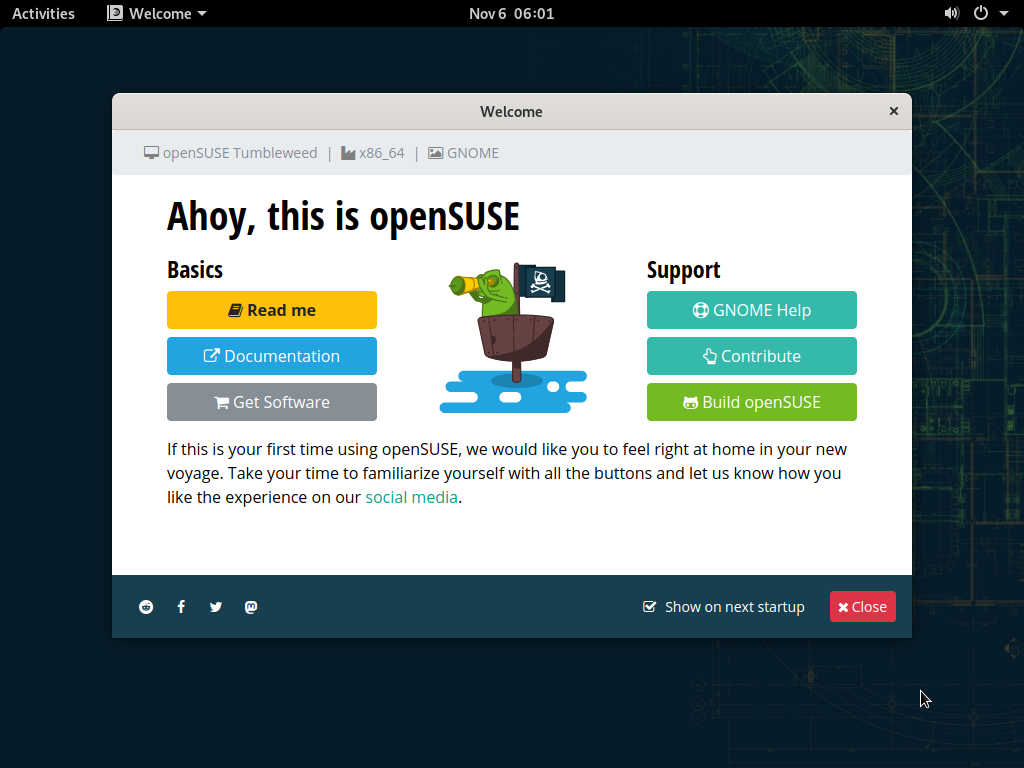 Activities Welcome Nov 6 06:01
Welcome
openSUSE Tumbleweed | x86_64 | GNOME
Ahoy, this is openSUSE
Basics
Read me
Documentation
Get Software
Support
GNOME Help
Contribute
Build openSUSE
If this is your first time using openSUSE, we would like you to feel right at home in your new
voyage. Take your time to familiarize yourself with all the buttons and let us know how you
like the experience on our social media.
Show on next startup Close